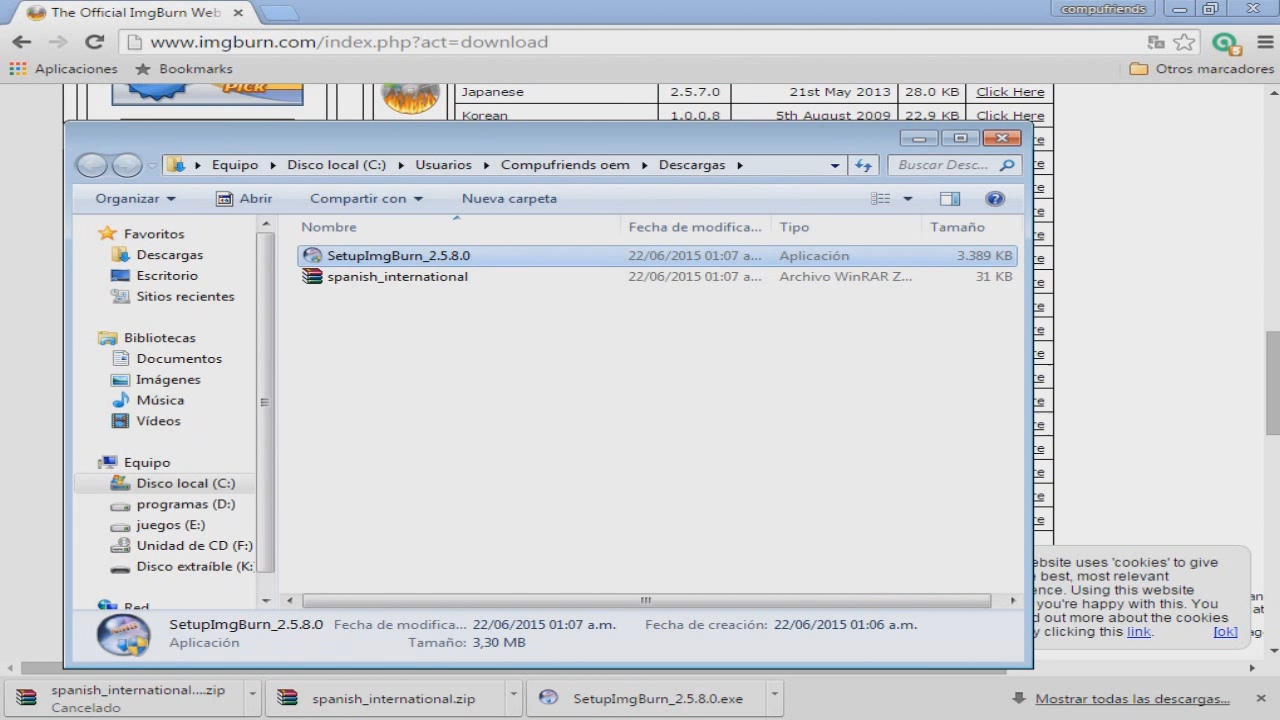 The Official ImgBurn Web
compufriends
www.imgburn.com/index.php?act=download
5
Aplicaciones
Bookmarks
Otros marcadores
Pick
Japanese 2.5.7.0 21st May 2013 28.0 KB Click Here
Korean 1.0.0.8 5th August 2009 22.9 KB Click Here
Equipo
Disco local (C:)
Usuarios
Compufriends oem
Descargas
Buscar Desc...
Organizar
Abrir
Compartir con
Nueva carpeta
Nombre
Fecha de modifica...
Tipo
Tamaño
SetupImgBurn_2.5.8.0 22/06/2015 01:07 a... Aplicación 3.389 KB
spanish_international 22/06/2015 01:07 a... Archivo WinRAR Z... 31 KB
Favoritos
Descargas
Escritorio
Sitios recientes
Bibliotecas
Documentos
Imágenes
Música
Vídeos
Equipo
Disco local (C:)
programas (D:)
juegos (E:)
Unidad de CD (F:)
Disco extraíble (K:
Red
SetupImgBurn_2.5.8.0 Fecha de modifica... 22/06/2015 01:07 a.m. Fecha de creación: 22/06/2015 01:06 a.m.
Aplicación Tamaño: 3,30 MB
ebsite uses 'cookies' to give
best, most relevant
ence. Using this website
you're happy with this. You
d out more about the cookies
y clicking this link. [ok]
spanish_international....zip
Cancelado
spanish_international.zip
SetupImgBurn_2.5.8.0.exe
Mostrar todas las descargas...